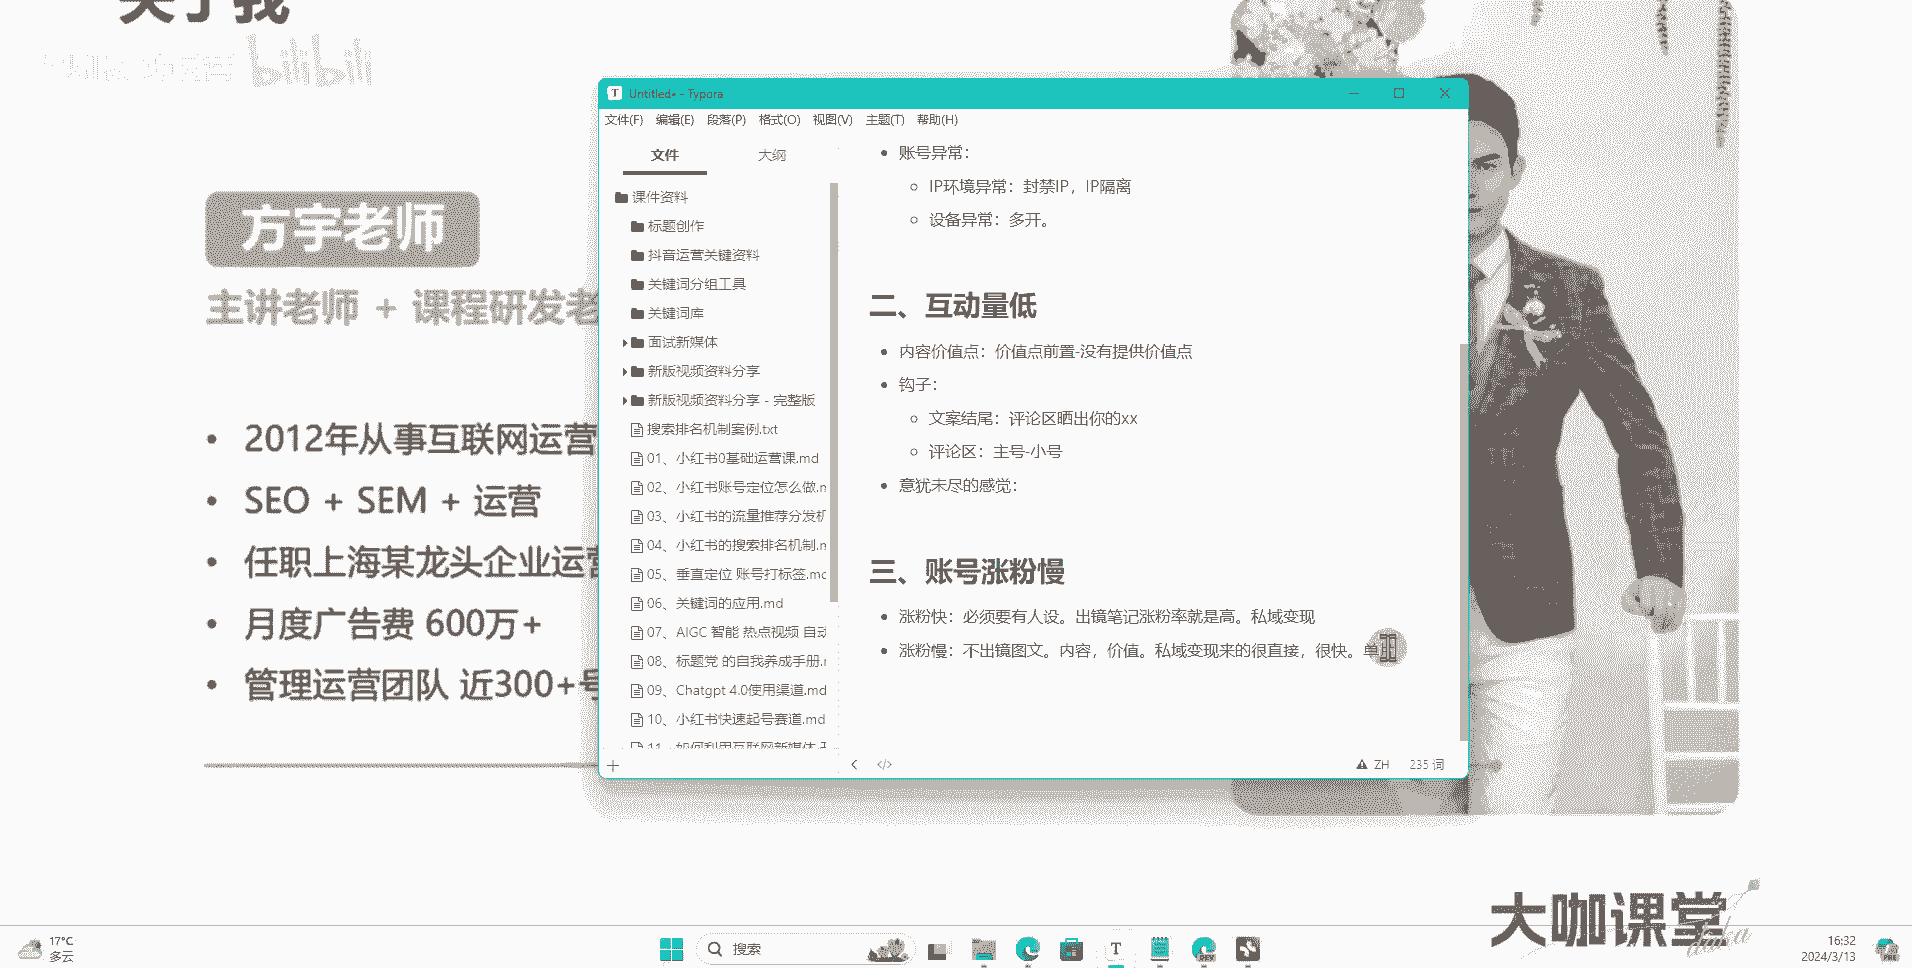 关于我
bilibili
方宇老师
主讲老师 + 课程研发老
• 2012年从事互联网运营
• SEO + SEM + 运营
• 任职上海某龙头企业运营
• 月度广告费 600万+
• 管理运营团队 近300+号
T Untitled• - Typora
文件(F) 编辑(E) 段落(P) 格式(O) 视图(V) 主题(T) 帮助(H)
文件 大纲
课件资料
标题创作
抖音运营关键资料
关键词分组工具
关键词库
面试新媒体
新版视频资料分享
新版视频资料分享 - 完整版
搜索排名机制案例.txt
01、小红书0基础运营课.md
02、小红书账号定位怎么做.m
03、小红书的流量推荐分发机
04、小红书的搜索排名机制.m
05、垂直定位 账号打标签.md
06、关键词的应用.md
07、AIGC 智能 热点视频 自动
08、标题党 的自我养成手册.m
09、Chatgpt 4.0使用渠道.md
10、小红书快速起号赛道.md
11、如何利用互联网新媒体
• 账号异常：
IP环境异常：封禁IP，IP隔离
设备异常：多开。
二、互动量低
• 内容价值点：价值点前置-没有提供价值点
• 钩子：
文案结尾：评论区晒出你的xx
评论区：主号-小号
• 意犹未尽的感觉：
三、账号涨粉慢
• 涨粉快：必须要有人设。出镜笔记涨粉率就是高。私域变现
• 涨粉慢：不出镜图文。内容，价值。私域变现来的很直接，很快。单
ZH 235 词
大咖课堂
daka
17°C
多云
搜索
T
DEV
16:32
2024/3/13
PRE